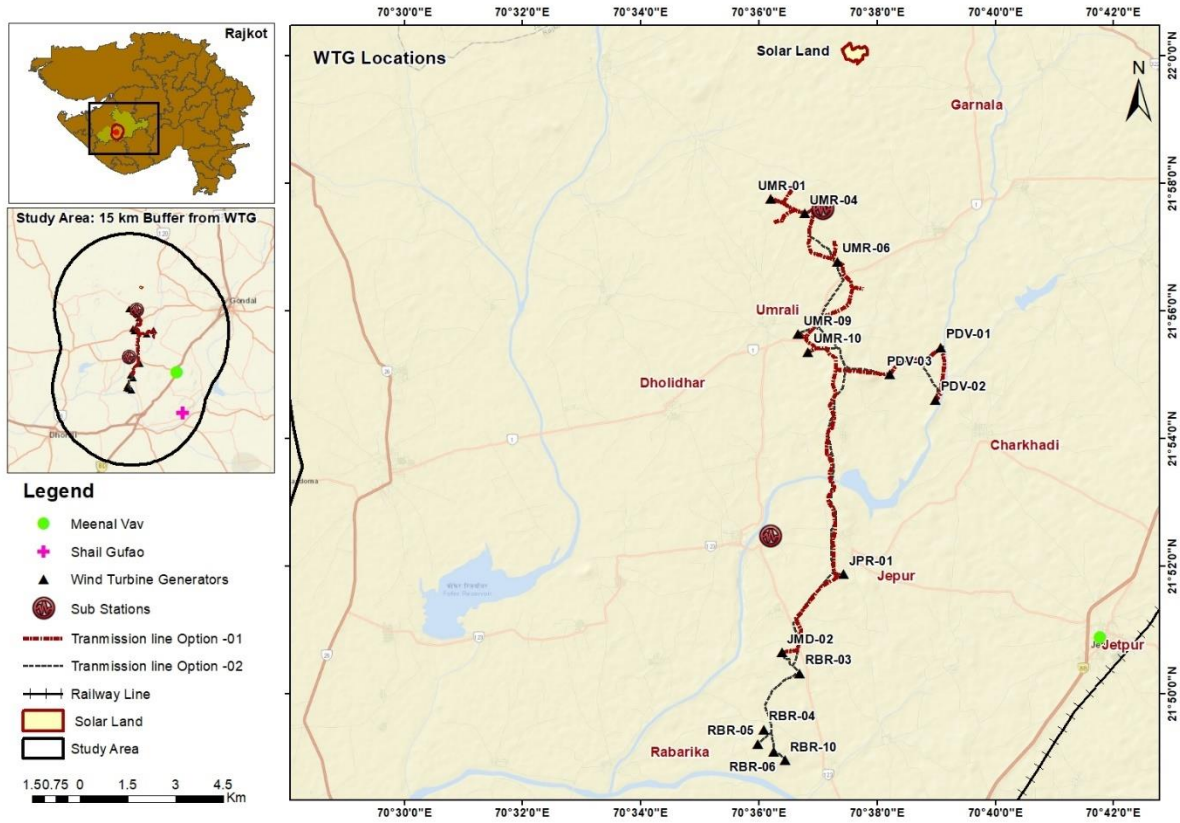 Rajkot
Study Area: 15 km Buffer from WTG
Gondal
Dhoraji
Legend
Meenal Vav
Shail Gufao
Wind Turbine Generators
Sub Stations
Tranmission line Option -01
Tranmission line Option -02
Railway Line
Solar Land
Study Area
1.50.75 0 1.5 3 4.5
Km
70°30'0"E 70°32'0"E 70°34'0"E 70°36'0"E 70°38'0"E 70°40'0"E 70°42'0"E
WTG Locations
Solar Land
N
22°0'0"N
Garnala
21°58'0"N
UMR-01
UMR-04
UMR-06
21°56'0"N
Umrali
UMR-09
UMR-10
PDV-01
PDV-03
PDV-02
Dholidhar
Charkhadi
21°54'0"N
JPR-01
Jepur
21°52'0"N
JMD-02
RBR-03
Jetpur
21°50'0"N
RBR-04
RBR-05
RBR-10
RBR-06
Rabarika
70°30'0"E 70°32'0"E 70°34'0"E 70°36'0"E 70°38'0"E 70°40'0"E 70°42'0"E